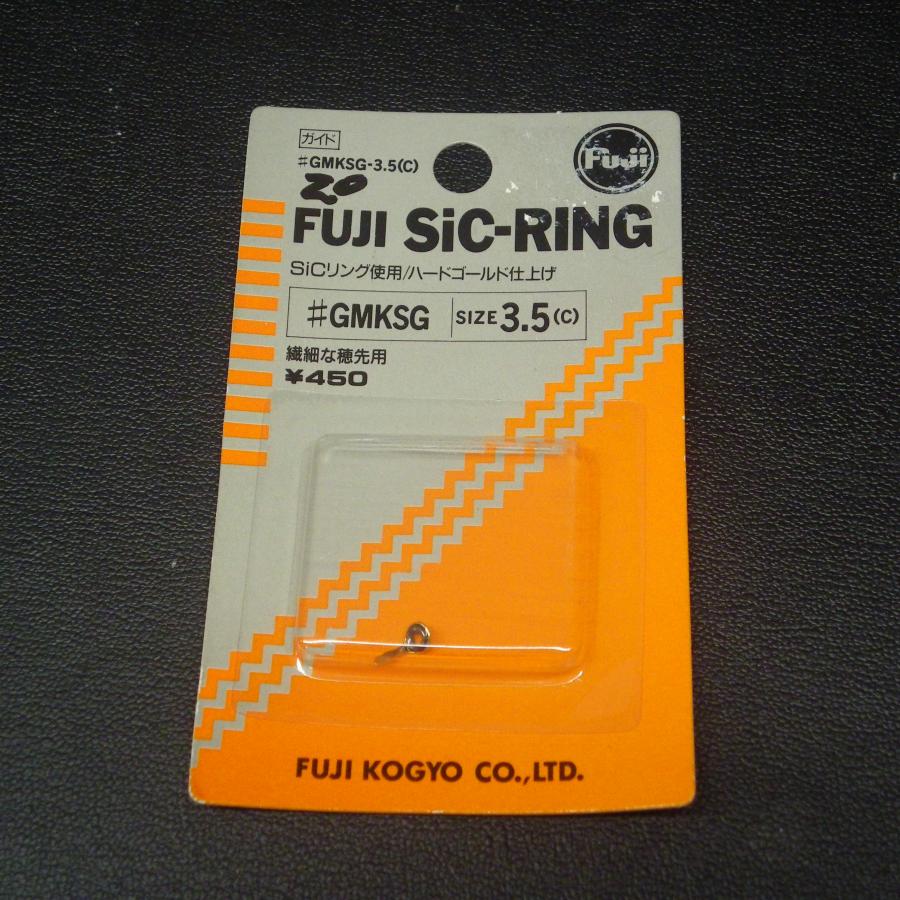 ガイド
♯GMKSG-3.5(C)
Fuji
20
FUJI SiC-RING
SiCリング使用/ハードゴールド仕上げ
♯GMKSG SIZE 3.5(C)
繊細な穂先用
¥450
FUJI KOGYO CO.,LTD.